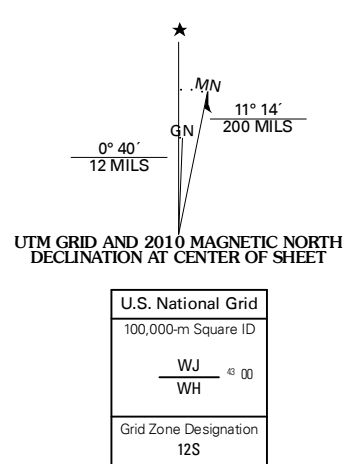 ★
MN
GN
11° 14´
200 MILS
0° 40´
12 MILS
UTM GRID AND 2010 MAGNETIC NORTH
DECLINATION AT CENTER OF SHEET
U.S. National Grid
100,000-m Square ID
WJ
43 00
WH
Grid Zone Designation
12S